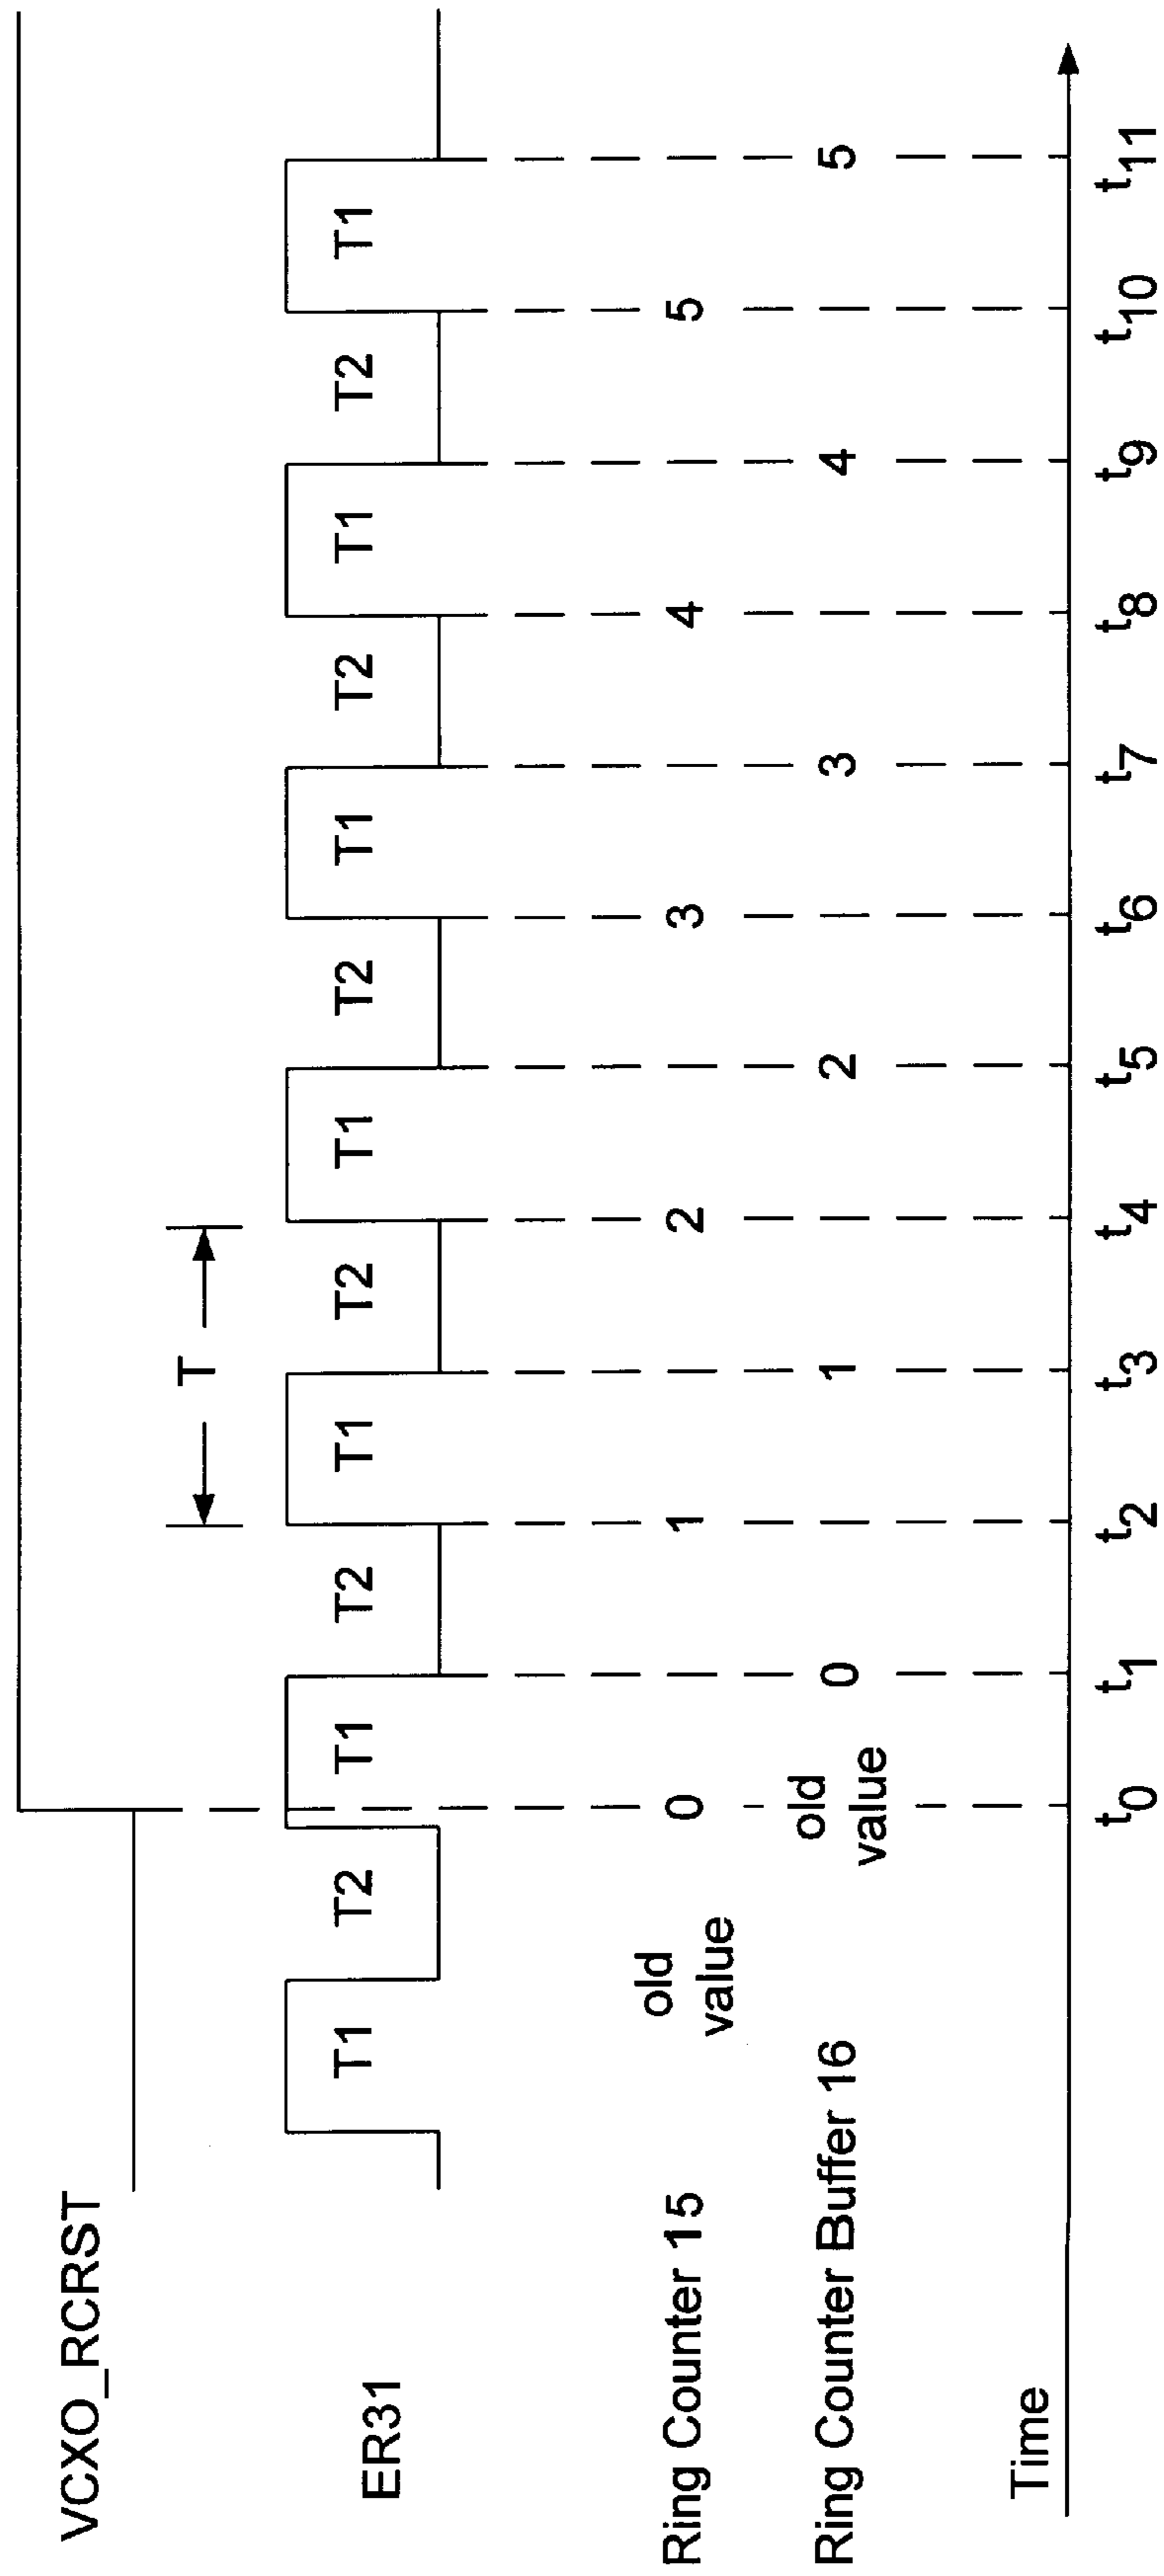 VCXO_RCRST
T
ER31 T1 T2 T1 T2 T1 T2 T1 T2 T1 T2 T1 T2 T1
Ring Counter 15 old value 0 1 2 3 4 5
Ring Counter Buffer 16 old value 0 1 2 3 4 5
Time t0 t1 t2 t3 t4 t5 t6 t7 t8 t9 t10 t11